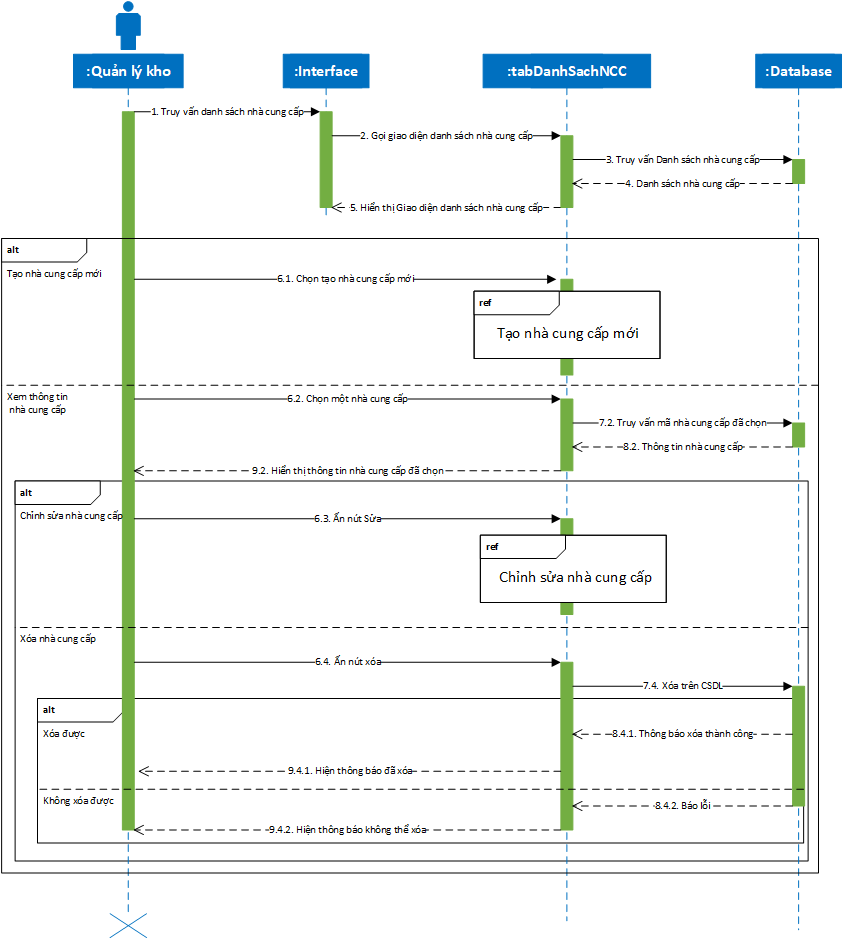 :Quản lý kho
:Interface
:tabDanhSachNCC
:Database
1. Truy vấn danh sách nhà cung cấp
2. Gọi giao diện danh sách nhà cung cấp
3. Truy vấn Danh sách nhà cung cấp
4. Danh sách nhà cung cấp
5. Hiển thị Giao diện danh sách nhà cung cấp
alt
Tạo nhà cung cấp mới
6.1. Chọn tạo nhà cung cấp mới
ref
Tạo nhà cung cấp mới
Xem thông tin
nhà cung cấp
6.2. Chọn một nhà cung cấp
7.2. Truy vấn mã nhà cung cấp đã chọn
8.2. Thông tin nhà cung cấp
9.2. Hiển thị thông tin nhà cung cấp đã chọn
alt
Chỉnh sửa nhà cung cấp
6.3. Ấn nút Sửa
ref
Chỉnh sửa nhà cung cấp
Xóa nhà cung cấp
6.4. Ấn nút xóa
7.4. Xóa trên CSDL
alt
Xóa được
8.4.1. Thông báo xóa thành công
9.4.1. Hiện thông báo đã xóa
Không xóa được
8.4.2. Báo lỗi
9.4.2. Hiện thông báo không thể xóa